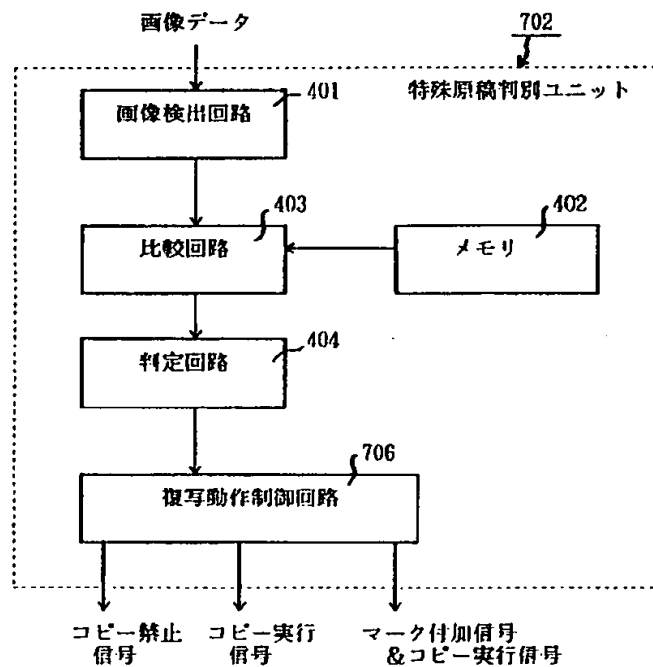 画像データ
702
特殊原稿判別ユニット
401
画像検出回路
403
402
比較回路
メモリ
404
判定回路
706
復写動作制御回路
コピー禁止
信号
コピー実行
信号
マーク付加信号
&コピー実行信号